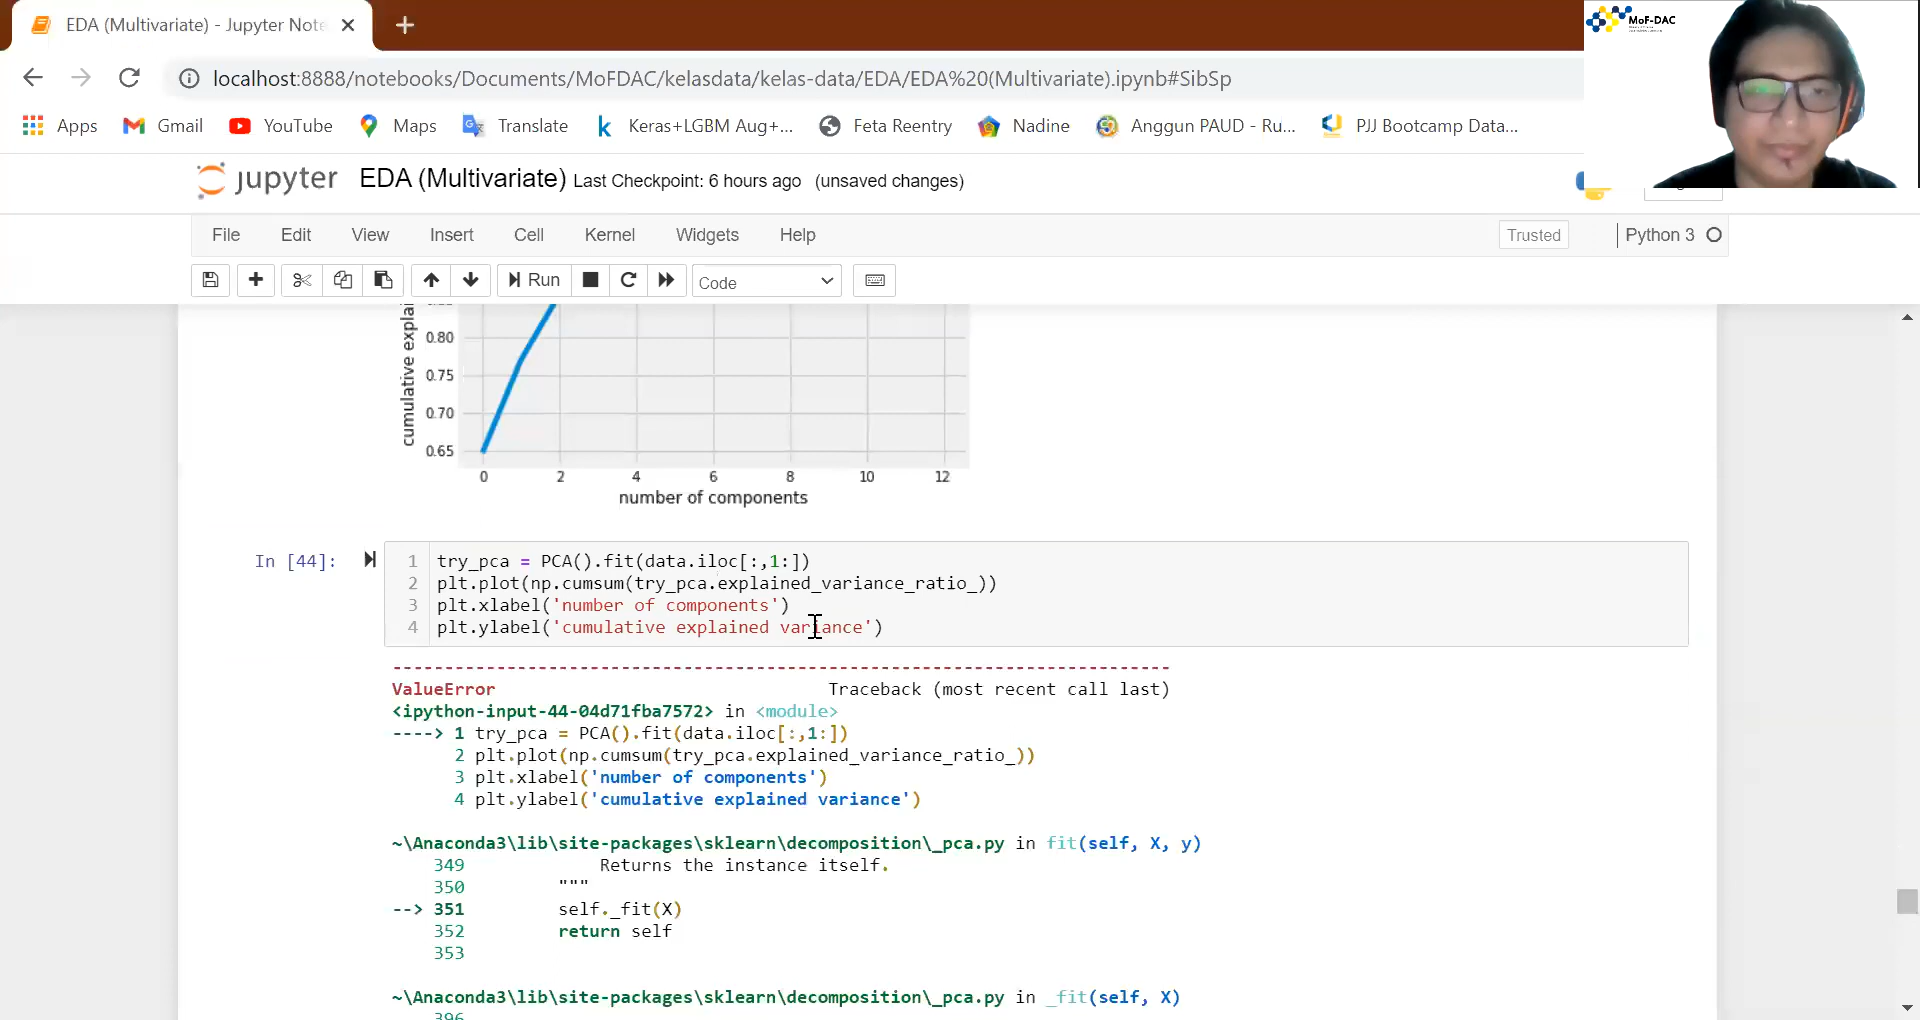 EDA (Multivariate) - Jupyter Note
MoF-DAC
localhost:8888/notebooks/Documents/MoFDAC/kelasdata/kelas-data/EDA/EDA%20(Multivariate).ipynb#SibSp
Apps Gmail YouTube Maps Translate Keras+LGBM Aug+... Feta Reentry Nadine Anggun PAUD - Ru... PJJ Bootcamp Data...
jupyter EDA (Multivariate) Last Checkpoint: 6 hours ago (unsaved changes)
File Edit View Insert Cell Kernel Widgets Help Trusted Python 3
Run Code
cumulative explai
0.80
0.75
0.70
0.65
0 2 4 6 8 10 12
number of components
In [44]:
1 try_pca = PCA().fit(data.iloc[:,1:])
2 plt.plot(np.cumsum(try_pca.explained_variance_ratio_))
3 plt.xlabel('number of components')
4 plt.ylabel('cumulative explained variance')
---------------------------------------------------------------------------
ValueError Traceback (most recent call last)
<ipython-input-44-04d71fba7572> in <module>
----> 1 try_pca = PCA().fit(data.iloc[:,1:])
2 plt.plot(np.cumsum(try_pca.explained_variance_ratio_))
3 plt.xlabel('number of components')
4 plt.ylabel('cumulative explained variance')
~\Anaconda3\lib\site-packages\sklearn\decomposition\_pca.py in fit(self, X, y)
349 Returns the instance itself.
350 """
--> 351 self._fit(X)
352 return self
353
~\Anaconda3\lib\site-packages\sklearn\decomposition\_pca.py in _fit(self, X)
396